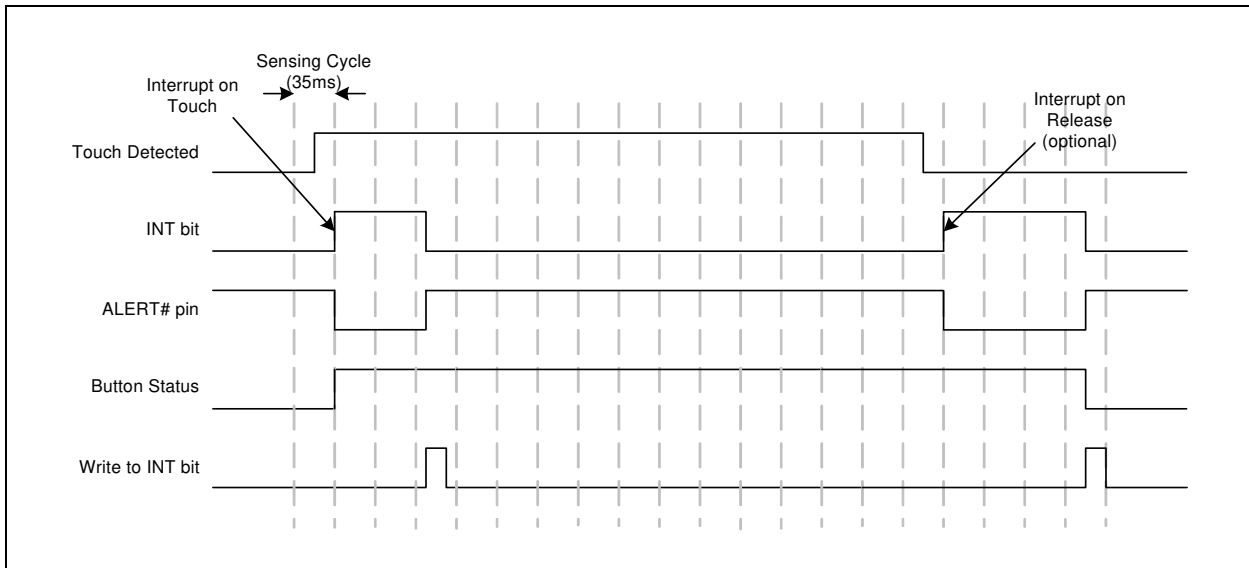 Sensing Cycle
(35ms)
Interrupt on
Touch
Interrupt on
Release
(optional)
Touch Detected
INT bit
ALERT# pin
Button Status
Write to INT bit